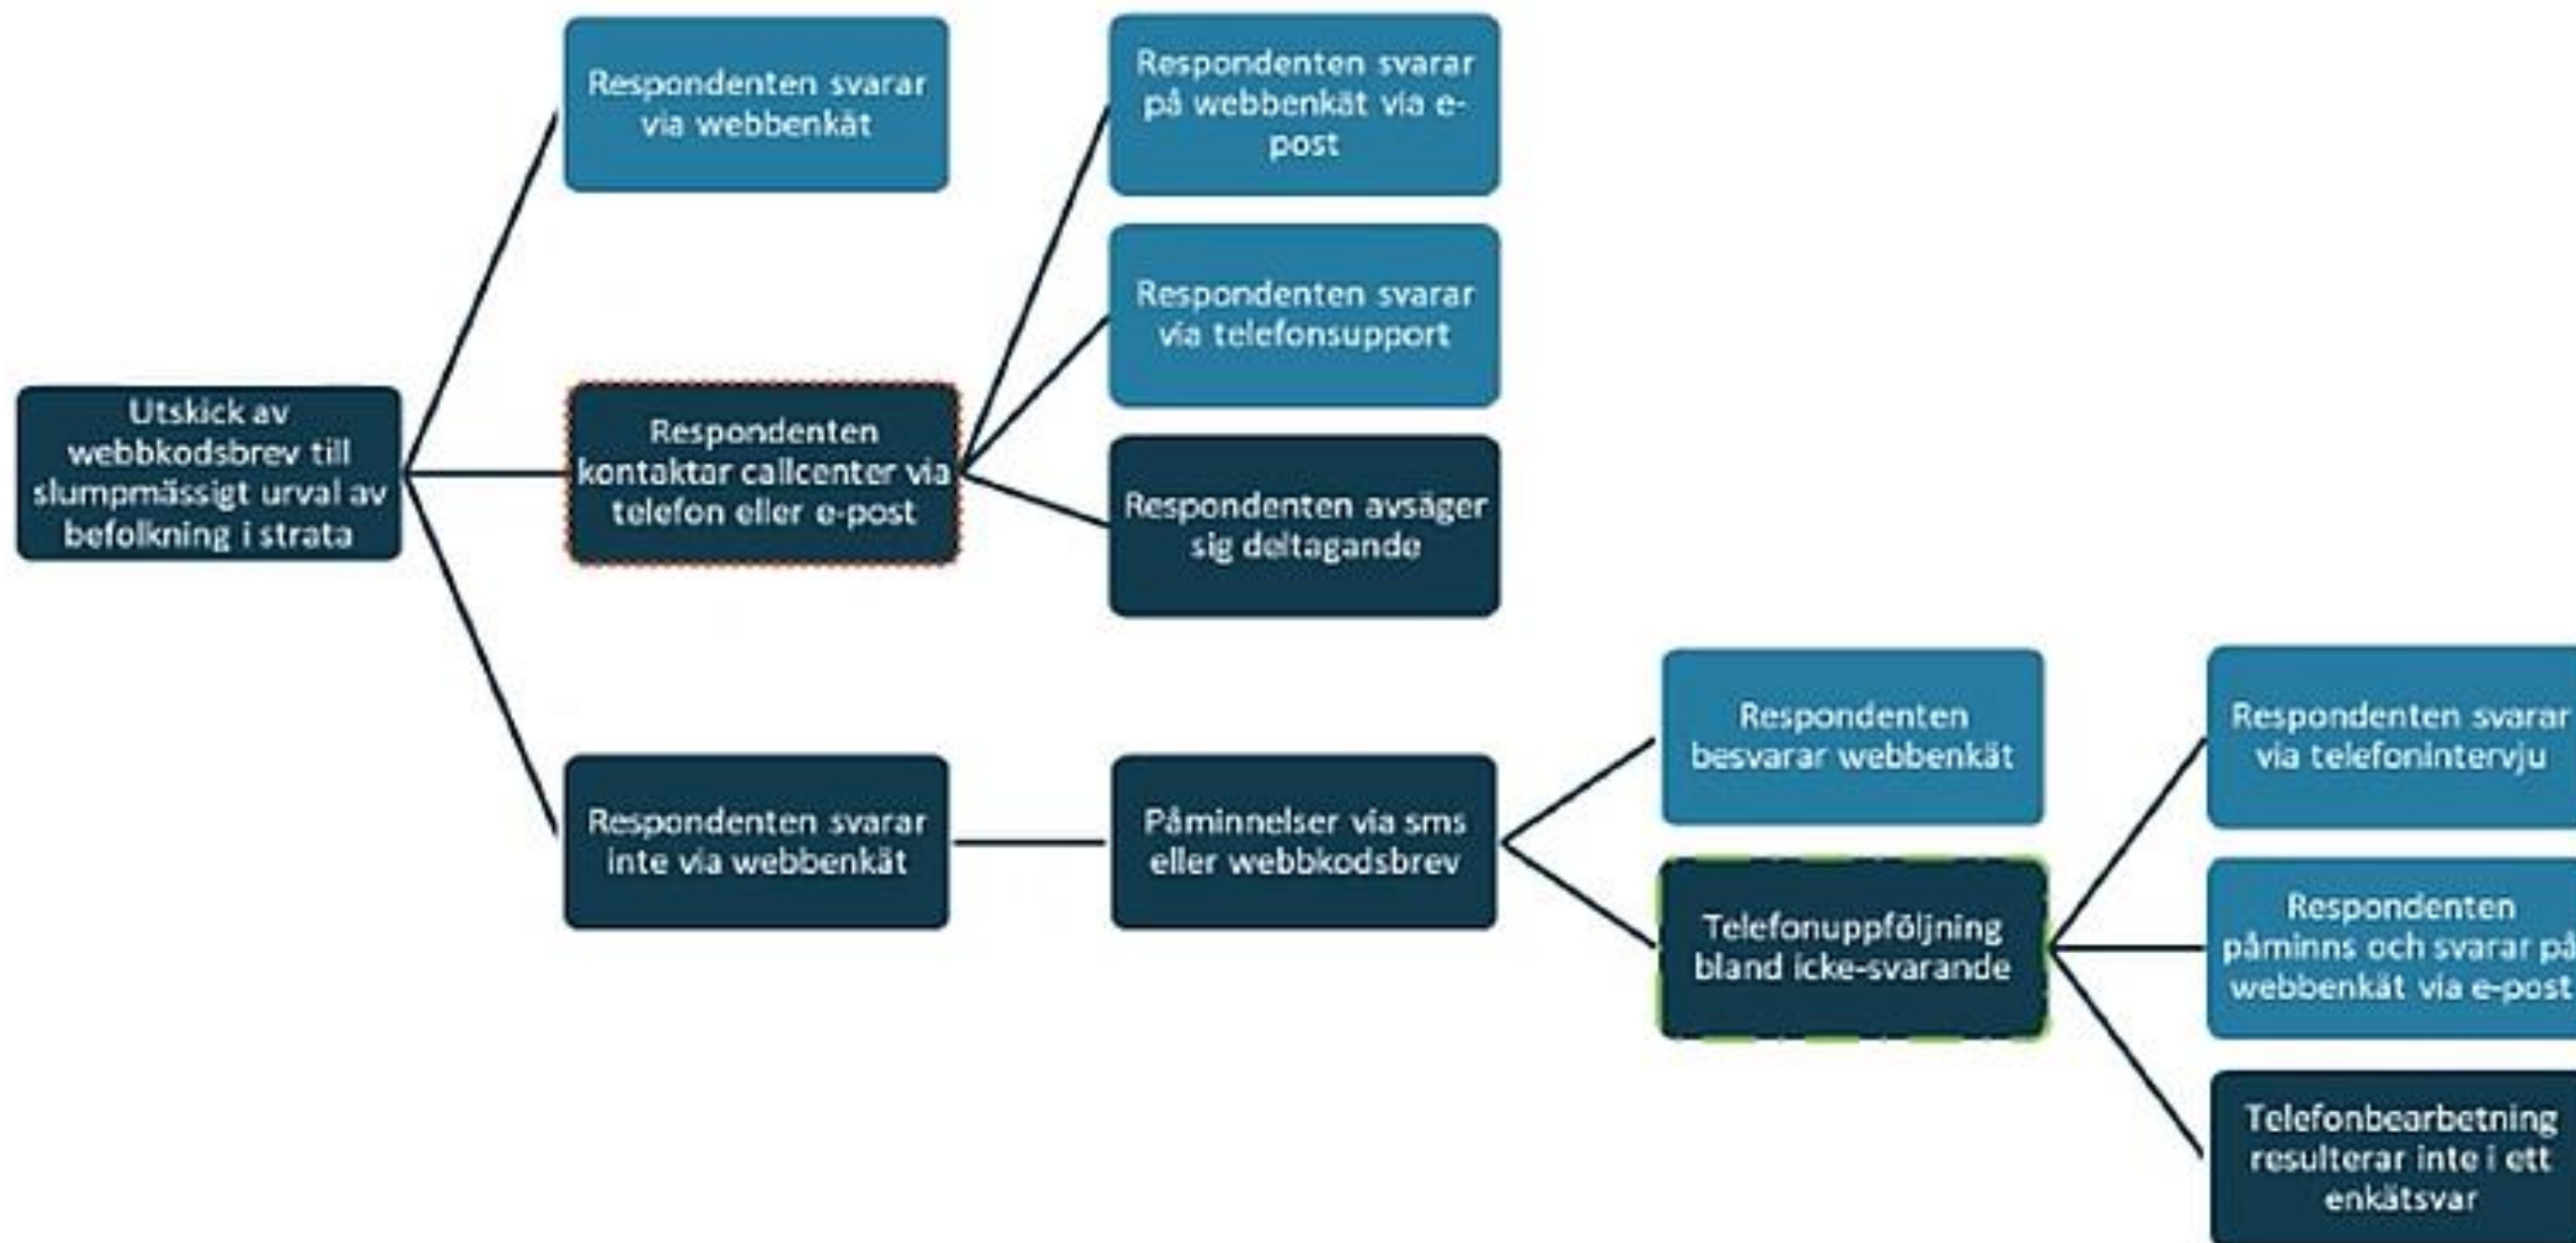 Utskick av
webbkodsbrev till
slumpmässigt urval av
befolkning i strata
Respondenten svarar
via webbenkät
Respondenten
kontaktar callcenter via
telefon eller e-post
Respondenten svarar
inte via webbenkät
Respondenten svarar
på webbenkät via e-
post
Respondenten svarar
via telefonsupport
Respondenten avsäger
sig deltagande
Påminnelser via sms
eller webbkodsbrev
Respondenten
besvarar webbenkät
Telefonuppföljning
bland icke-svarande
Respondenten svarar
via telefonintervju
Respondenten
påminns och svarar på
webbenkät via e-post
Telefonbearbetning
resulterar inte i ett
enkätsvar